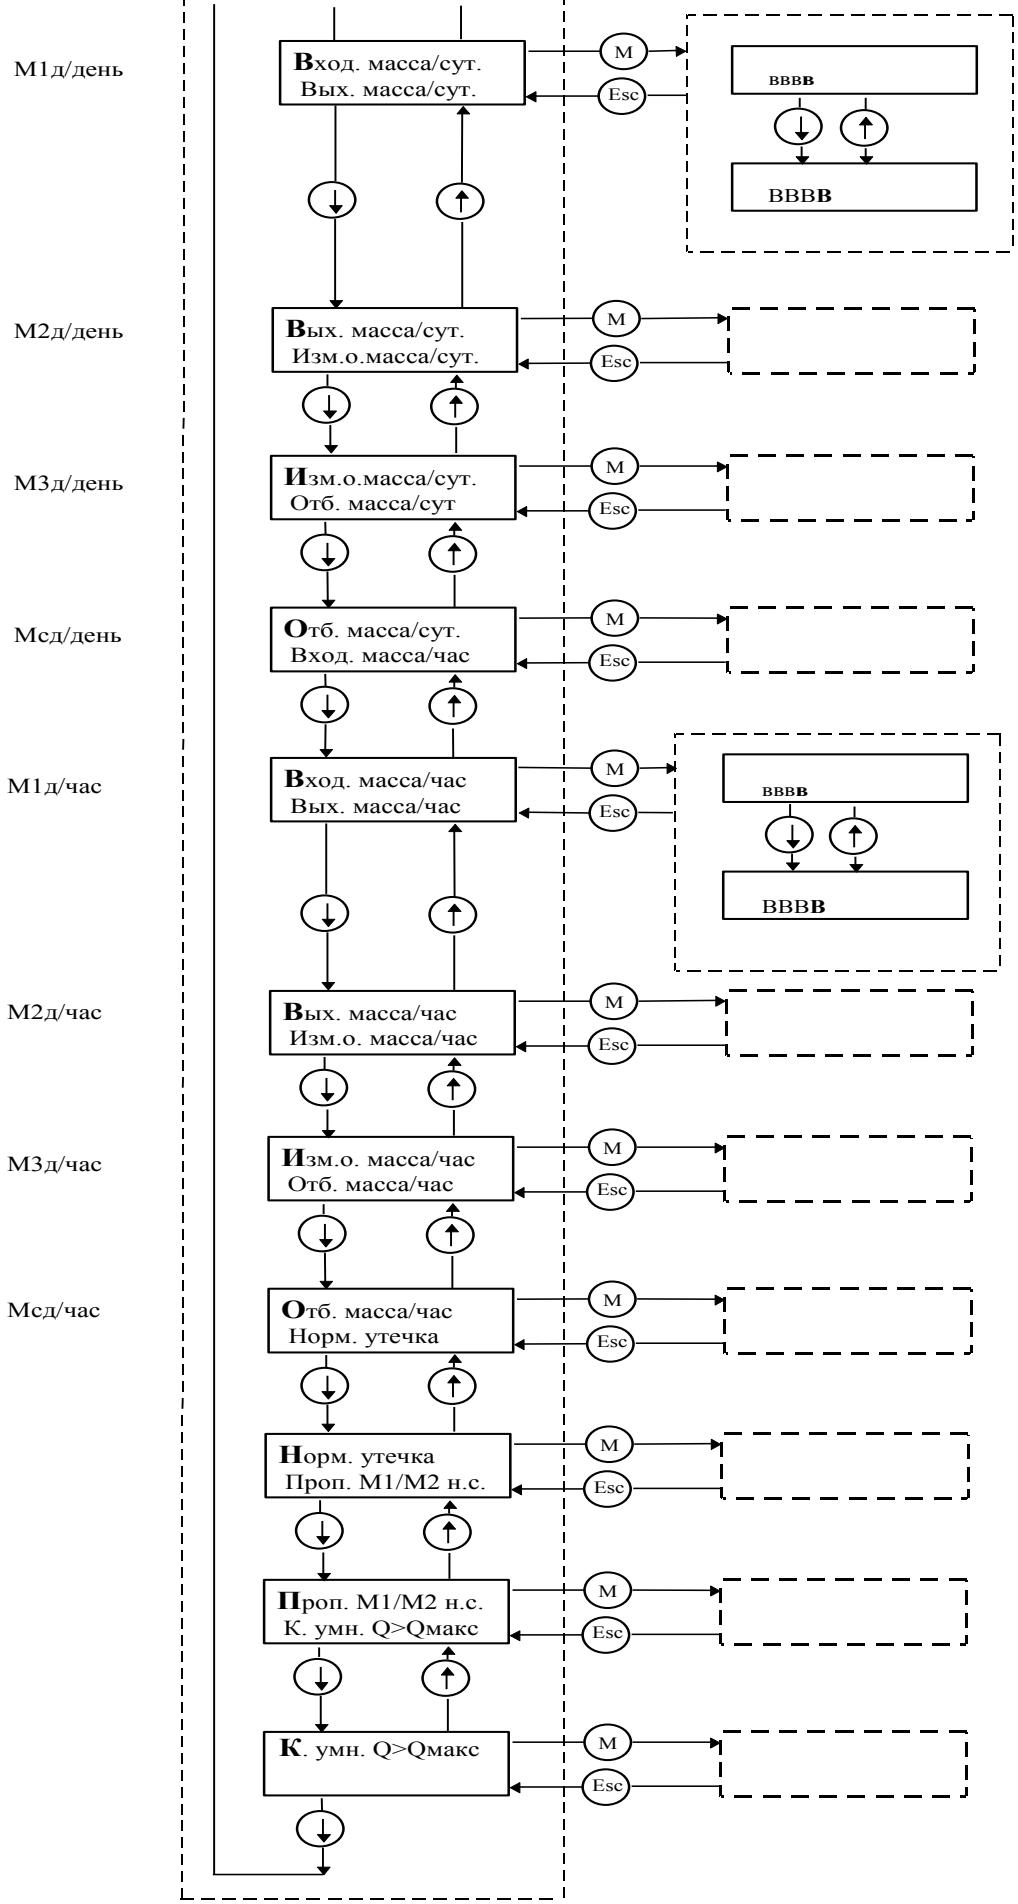 М1д/день
Вход. масса/сут.
Вых. масса/сут.
М
Esc
вввв
ВВВВ
М2д/день
Вых. масса/сут.
Изм.о.масса/сут.
М
Esc
М3д/день
Изм.о.масса/сут.
Отб. масса/сут
М
Esc
Мсд/день
Отб. масса/сут.
Вход. масса/час
М
Esc
М1д/час
Вход. масса/час
Вых. масса/час
М
Esc
вввв
ВВВВ
М2д/час
Вых. масса/час
Изм.о. масса/час
М
Esc
М3д/час
Изм.о. масса/час
Отб. масса/час
М
Esc
Мсд/час
Отб. масса/час
Норм. утечка
М
Esc
Норм. утечка
Проп. М1/М2 н.с.
М
Esc
Проп. М1/М2 н.с.
К. умн. Q>Qмакс
М
Esc
К. умн. Q>Qмакс
М
Esc